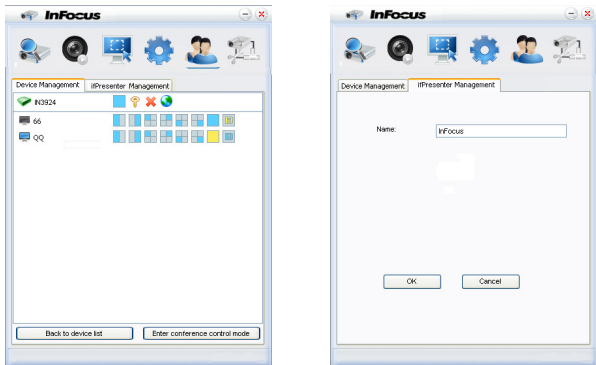 InFocus
Device Management ifPresenter Management
IN3924
66
QQ
Back to device list Enter conference control mode
InFocus
Device Management ifPresenter Management
Name: InFocus
OK Cancel